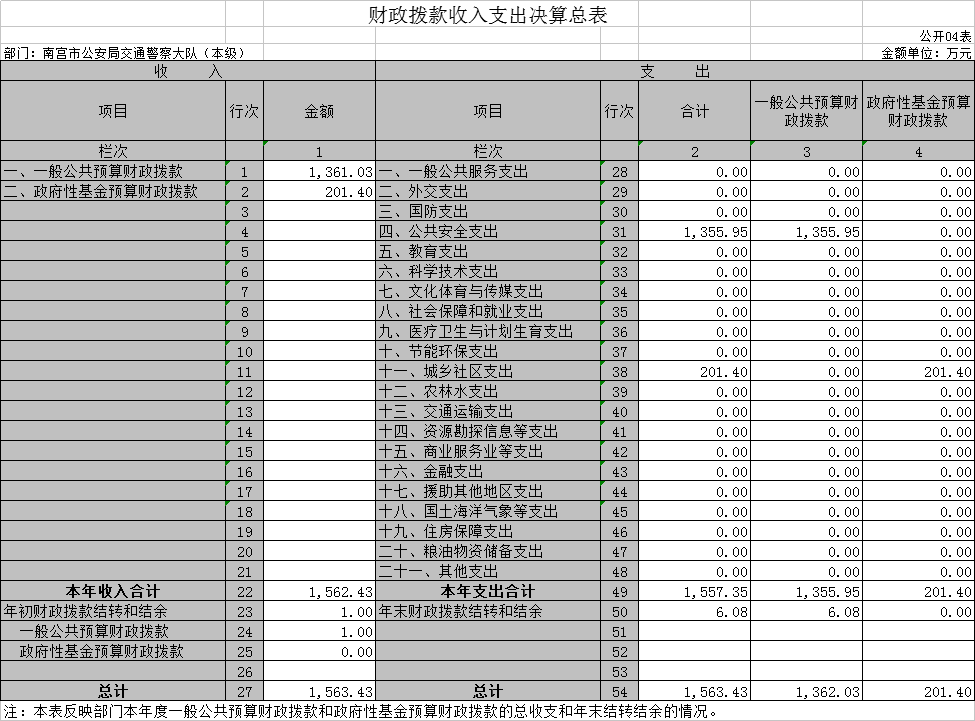 财政拨款收入支出决算总表
公开04表
部门：南宫市公安局交通警察大队（本级） 金额单位：万元
收 入 支 出
项目 行次 金额 项目 行次 合计 一般公共预算财政拨款 政府性基金预算财政拨款
栏次 1 栏次 2 3 4
一、一般公共预算财政拨款 1 1,361.03 一、一般公共服务支出 28 0.00 0.00 0.00
二、政府性基金预算财政拨款 2 201.40 二、外交支出 29 0.00 0.00 0.00
3 三、国防支出 30 0.00 0.00 0.00
4 四、公共安全支出 31 1,355.95 1,355.95 0.00
5 五、教育支出 32 0.00 0.00 0.00
6 六、科学技术支出 33 0.00 0.00 0.00
7 七、文化体育与传媒支出 34 0.00 0.00 0.00
8 八、社会保障和就业支出 35 0.00 0.00 0.00
9 九、医疗卫生与计划生育支出 36 0.00 0.00 0.00
10 十、节能环保支出 37 0.00 0.00 0.00
11 十一、城乡社区支出 38 201.40 0.00 201.40
12 十二、农林水支出 39 0.00 0.00 0.00
13 十三、交通运输支出 40 0.00 0.00 0.00
14 十四、资源勘探信息等支出 41 0.00 0.00 0.00
15 十五、商业服务业等支出 42 0.00 0.00 0.00
16 十六、金融支出 43 0.00 0.00 0.00
17 十七、援助其他地区支出 44 0.00 0.00 0.00
18 十八、国土海洋气象等支出 45 0.00 0.00 0.00
19 十九、住房保障支出 46 0.00 0.00 0.00
20 二十、粮油物资储备支出 47 0.00 0.00 0.00
21 二十一、其他支出 48 0.00 0.00 0.00
本年收入合计 22 1,562.43 本年支出合计 49 1,557.35 1,355.95 201.40
年初财政拨款结转和结余 23 1.00 年末财政拨款结转和结余 50 6.08 6.08 0.00
一般公共预算财政拨款 24 1.00 51
政府性基金预算财政拨款 25 0.00 52
26 53
总计 27 1,563.43 总计 54 1,563.43 1,362.03 201.40
注：本表反映部门本年度一般公共预算财政拨款和政府性基金预算财政拨款的总收支和年末结转结余的情况。